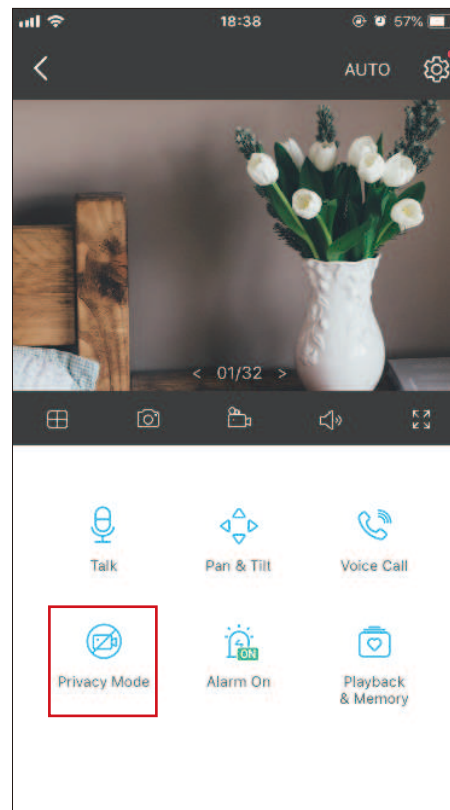 18:38
57%
AUTO
< 01/32 >
Talk
Pan & Tilt
Voice Call
ON
Privacy Mode
Alarm On
Playback
& Memory